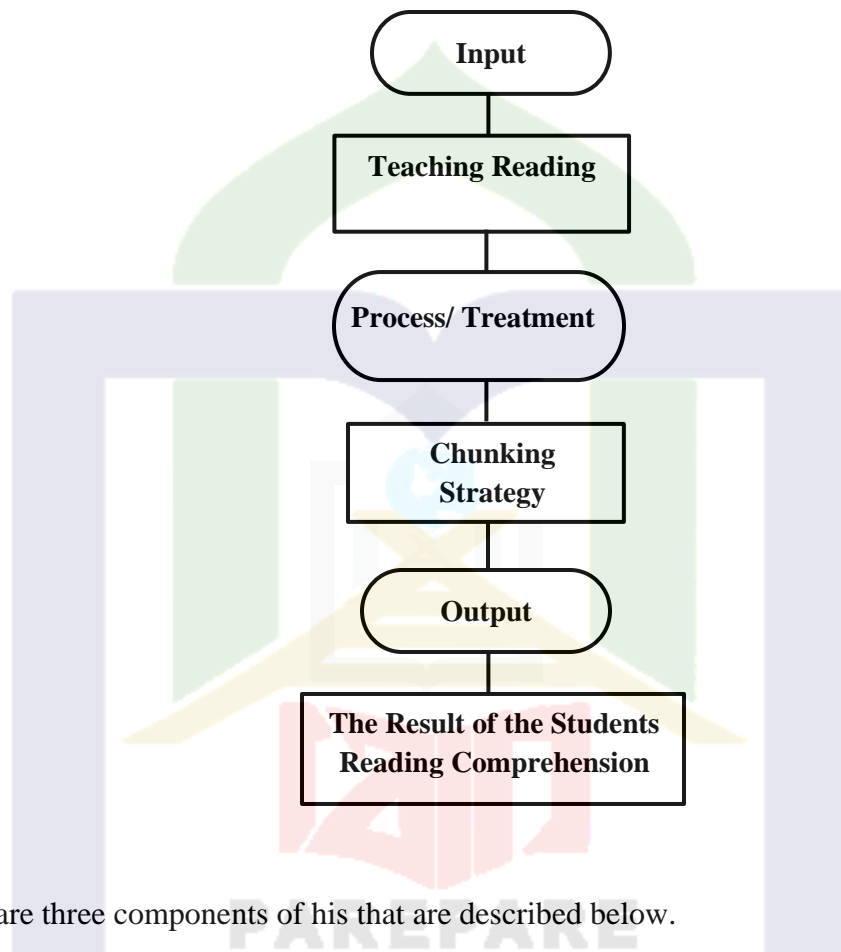 Input
Teaching Reading
Process/ Treatment
Chunking
Strategy
Output
The Result of the Students
Reading Comprehension
are three components of his that are described below.
PAREPARE